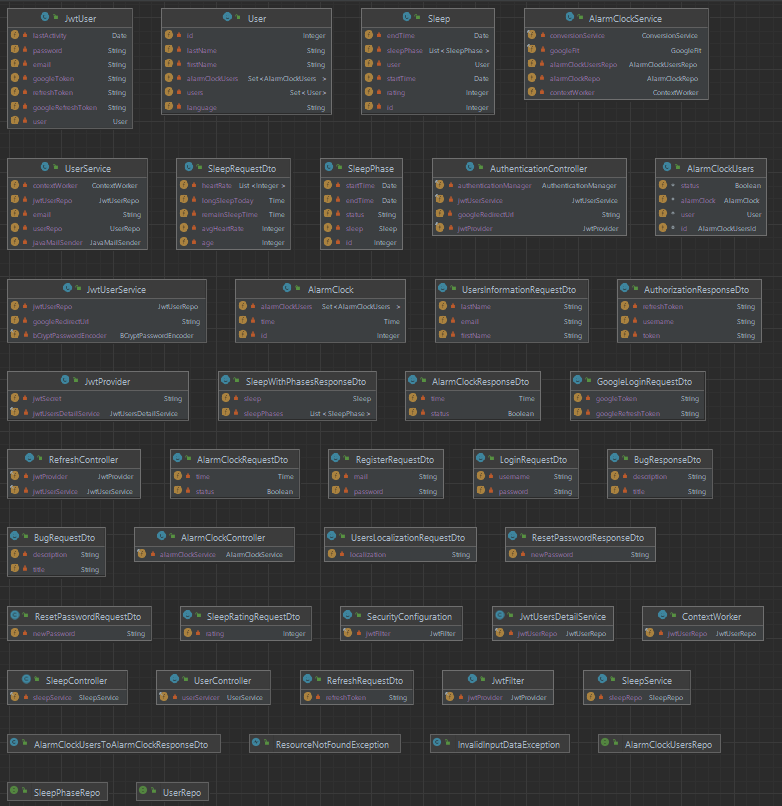 JwtUser
lastActivity Date
password String
email String
googleToken String
refreshToken String
googleRefreshToken String
user User
User
id Integer
lastName String
firstName String
alarmClockUsers Set<AlarmClockUsers >
users Set<User>
language String
Sleep
endTime Date
sleepPhase List<SleepPhase>
user User
startTime Date
rating Integer
id Integer
AlarmClockService
conversionService ConversionService
googleFit GoogleFit
alarmClockUsersRepo AlarmClockUsersRepo
alarmClockRepo AlarmClockRepo
contextWorker ContextWorker
UserService
contextWorker ContextWorker
jwtUserRepo JwtUserRepo
email String
userRepo UserRepo
javaMailSender JavaMailSender
SleepRequestDto
heartRate List<Integer>
longSleepToday Time
remainSleepTime Time
avgHeartRate Integer
age Integer
SleepPhase
startTime Date
endTime Date
status String
sleep Sleep
id Integer
AuthenticationController
authenticationManager AuthenticationManager
jwtUserService JwtUserService
googleRedirectUrl String
jwtProvider JwtProvider
AlarmClockUsers
status Boolean
alarmClock AlarmClock
user User
id AlarmClockUsersId
JwtUserService
jwtUserRepo JwtUserRepo
googleRedirectUrl String
bCryptPasswordEncoder BCryptPasswordEncoder
AlarmClock
alarmClockUsers Set<AlarmClockUsers >
time Time
id Integer
UsersInformationRequestDto
lastName String
email String
firstName String
AuthorizationResponseDto
refreshToken String
username String
token String
JwtProvider
jwtSecret String
jwtUsersDetailService JwtUsersDetailService
SleepWithPhasesResponseDto
sleep Sleep
sleepPhases List<SleepPhase>
AlarmClockResponseDto
time Time
status Boolean
GoogleLoginRequestDto
googleToken String
googleRefreshToken String
RefreshController
jwtProvider JwtProvider
jwtUserService JwtUserService
AlarmClockRequestDto
time Time
status Boolean
RegisterRequestDto
mail String
password String
LoginRequestDto
username String
password String
BugResponseDto
description String
title String
BugRequestDto
description String
title String
AlarmClockController
alarmClockService AlarmClockService
UsersLocalizationRequestDto
localization String
ResetPasswordResponseDto
newPassword String
ResetPasswordRequestDto
newPassword String
SleepRatingRequestDto
rating Integer
SecurityConfiguration
jwtFilter JwtFilter
JwtUsersDetailService
jwtUserRepo JwtUserRepo
ContextWorker
jwtUserRepo JwtUserRepo
SleepController
sleepService SleepService
UserController
userServicer UserService
RefreshRequestDto
refreshToken String
JwtFilter
jwtProvider JwtProvider
SleepService
sleepRepo SleepRepo
AlarmClockUsersToAlarmClockResponseDto
ResourceNotFoundException
InvalidInputDataException
AlarmClockUsersRepo
SleepPhaseRepo
UserRepo